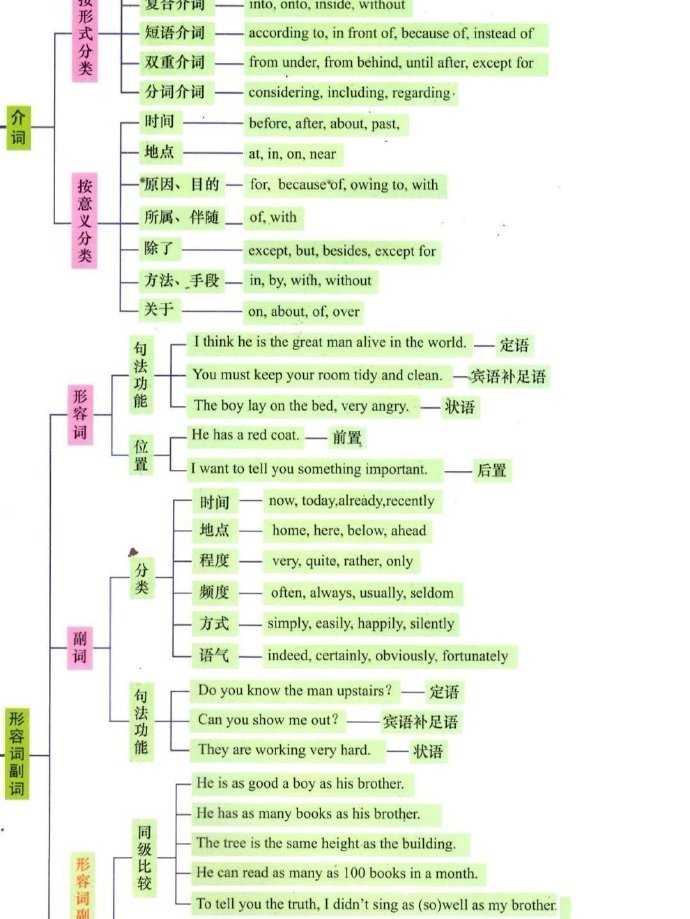 介词
按形式分类
复合介词 into, onto, inside, without
短语介词 according to, in front of, because of, instead of
双重介词 from under, from behind, until after, except for
分词介词 considering, including, regarding
按意义分类
时间 before, after, about, past,
地点 at, in, on, near
原因、目的 for, because of, owing to, with
所属、伴随 of, with
除了 except, but, besides, except for
方法、手段 in, by, with, without
关于 on, about, of, over
形容词副词
形容词
句法功能
I think he is the great man alive in the world. 定语
You must keep your room tidy and clean. 宾语补足语
The boy lay on the bed, very angry. 状语
位置
He has a red coat. 前置
I want to tell you something important. 后置
副词
分类
时间 now, today,already,recently
地点 home, here, below, ahead
程度 very, quite, rather, only
频度 often, always, usually, seldom
方式 simply, easily, happily, silently
语气 indeed, certainly, obviously, fortunately
句法功能
Do you know the man upstairs? 定语
Can you show me out? 宾语补足语
They are working very hard. 状语
形容词副
同级比较
He is as good a boy as his brother.
He has as many books as his brother.
The tree is the same height as the building.
He can read as many as 100 books in a month.
To tell you the truth, I didn't sing as (so)well as my brother.